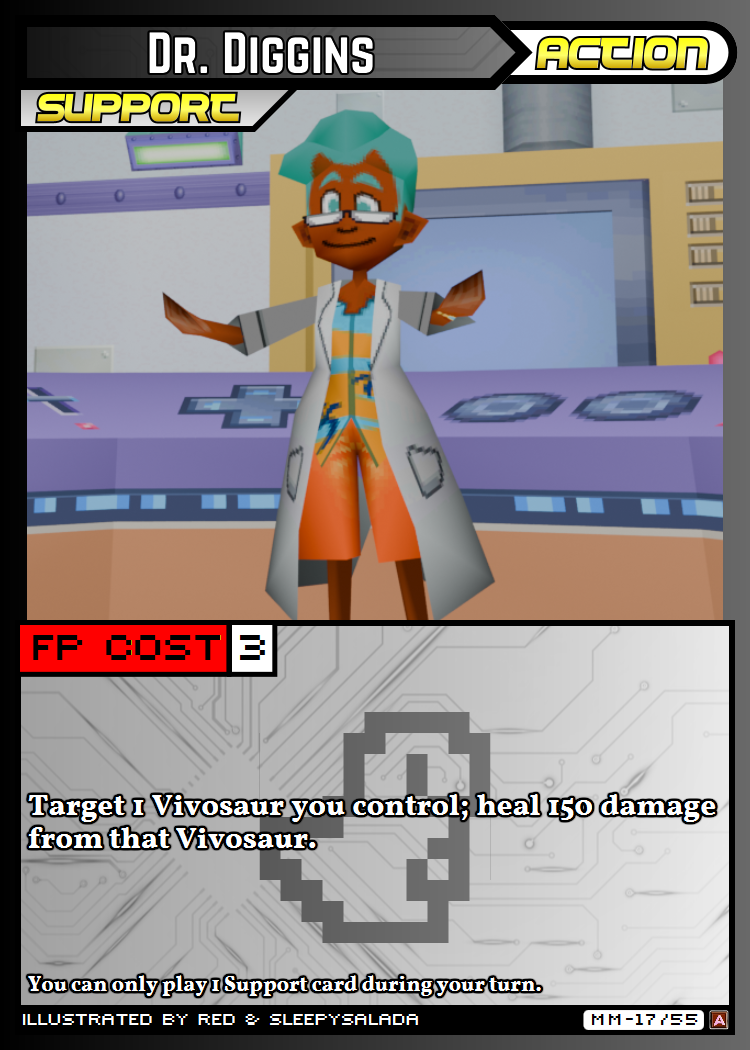 Dr. Diggins
ACTION
SUPPORT
FP COST 3
Target 1 Vivosaur you control; heal 150 damage
from that Vivosaur.
You can only play 1 Support card during your turn.
ILLUSTRATED BY RED & SLEEPYSALADA
MM-17/55
A